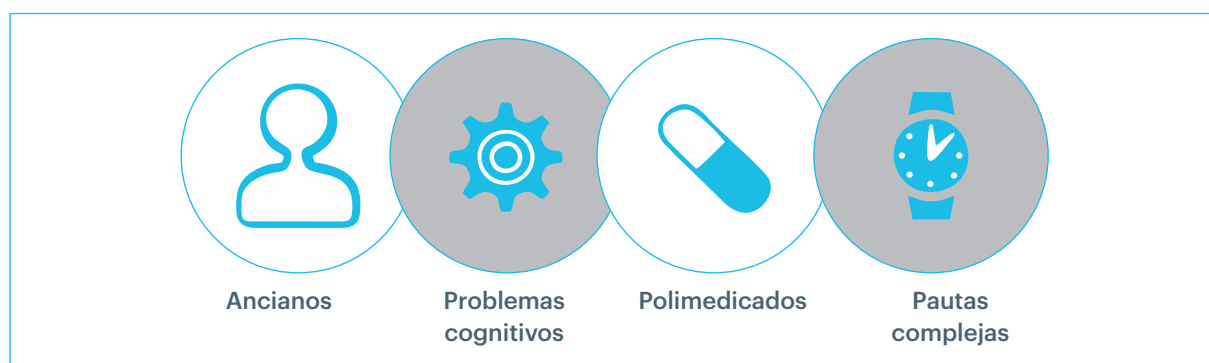 Ancianos
Problemas
cognitivos
Polimedicados
Pautas
complejas